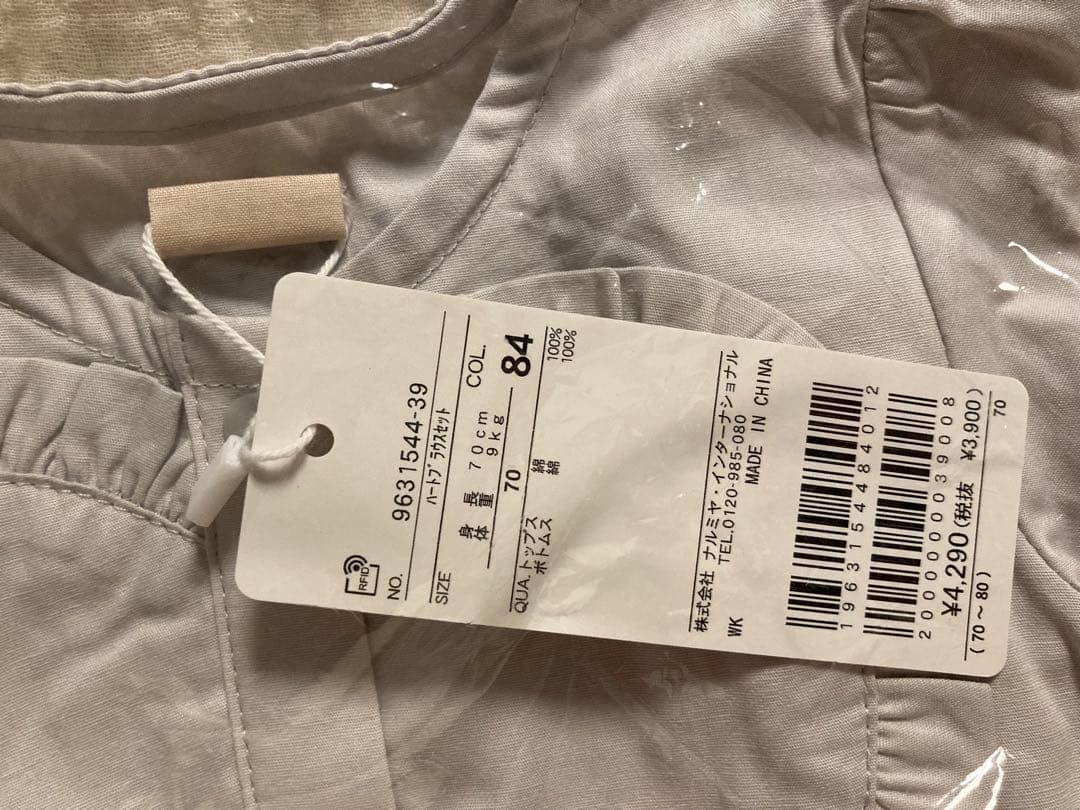 RFID
NO. 9631544-39
ハートブラウスセット
SIZE
身長 70cm
体重 9kg
COL.
70 84
QUA. トップス 綿 100%
ボトムス 綿 100%
株式会社 ナルミヤ・インターナショナル
TEL.0120-985-080
WK MADE IN CHINA
1963154484012
2000000039008
¥4,290(税抜 ¥3,900)
(70~80) 70